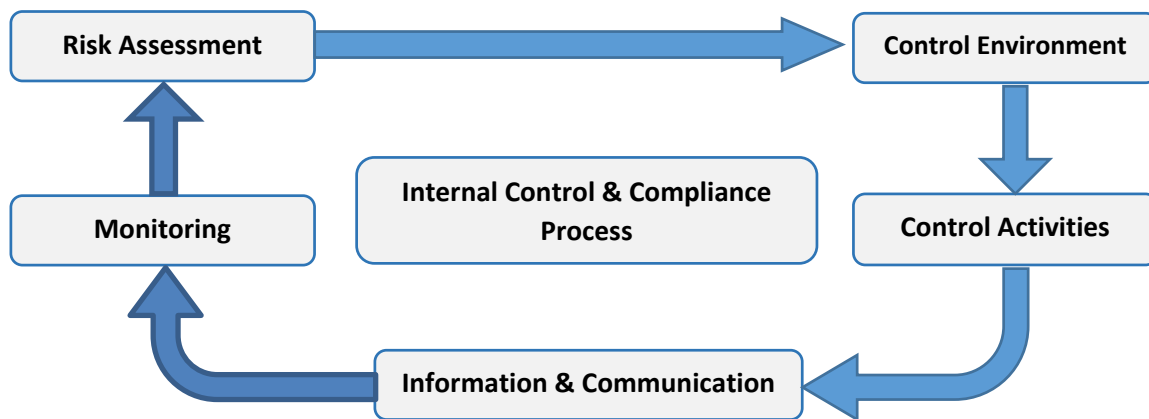 Risk Assessment
Control Environment
Internal Control & Compliance
Process
Monitoring
Control Activities
Information & Communication